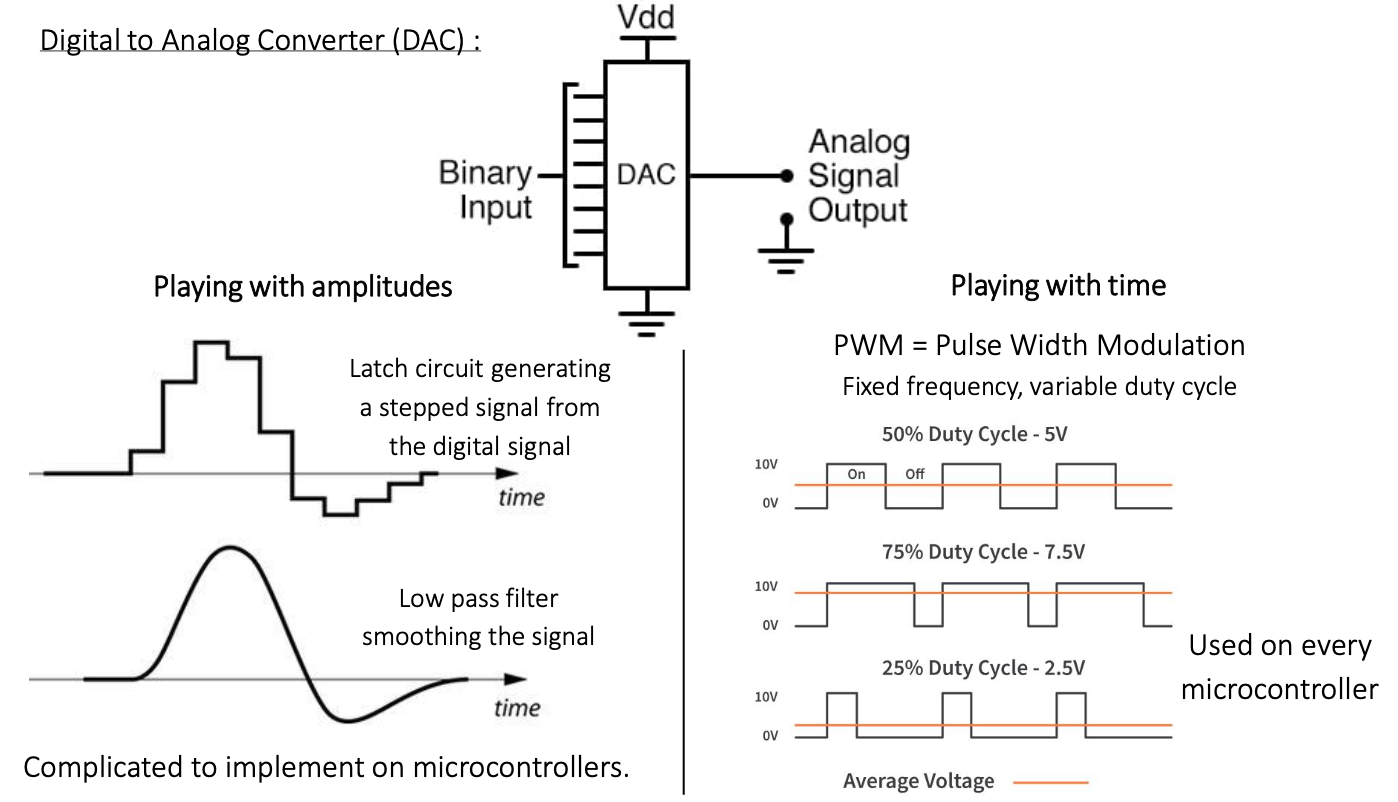 Digital to Analog Converter (DAC) :
Vdd
Binary
Input
DAC
Analog
Signal
Output
Playing with amplitudes
Latch circuit generating
a stepped signal from
the digital signal
time
Low pass filter
smoothing the signal
time
Complicated to implement on microcontrollers.
Playing with time
PWM = Pulse Width Modulation
Fixed frequency, variable duty cycle
50% Duty Cycle - 5V
10V
On
Off
0V
75% Duty Cycle - 7.5V
10V
0V
25% Duty Cycle - 2.5V
10V
0V
Average Voltage
Used on every
microcontroller